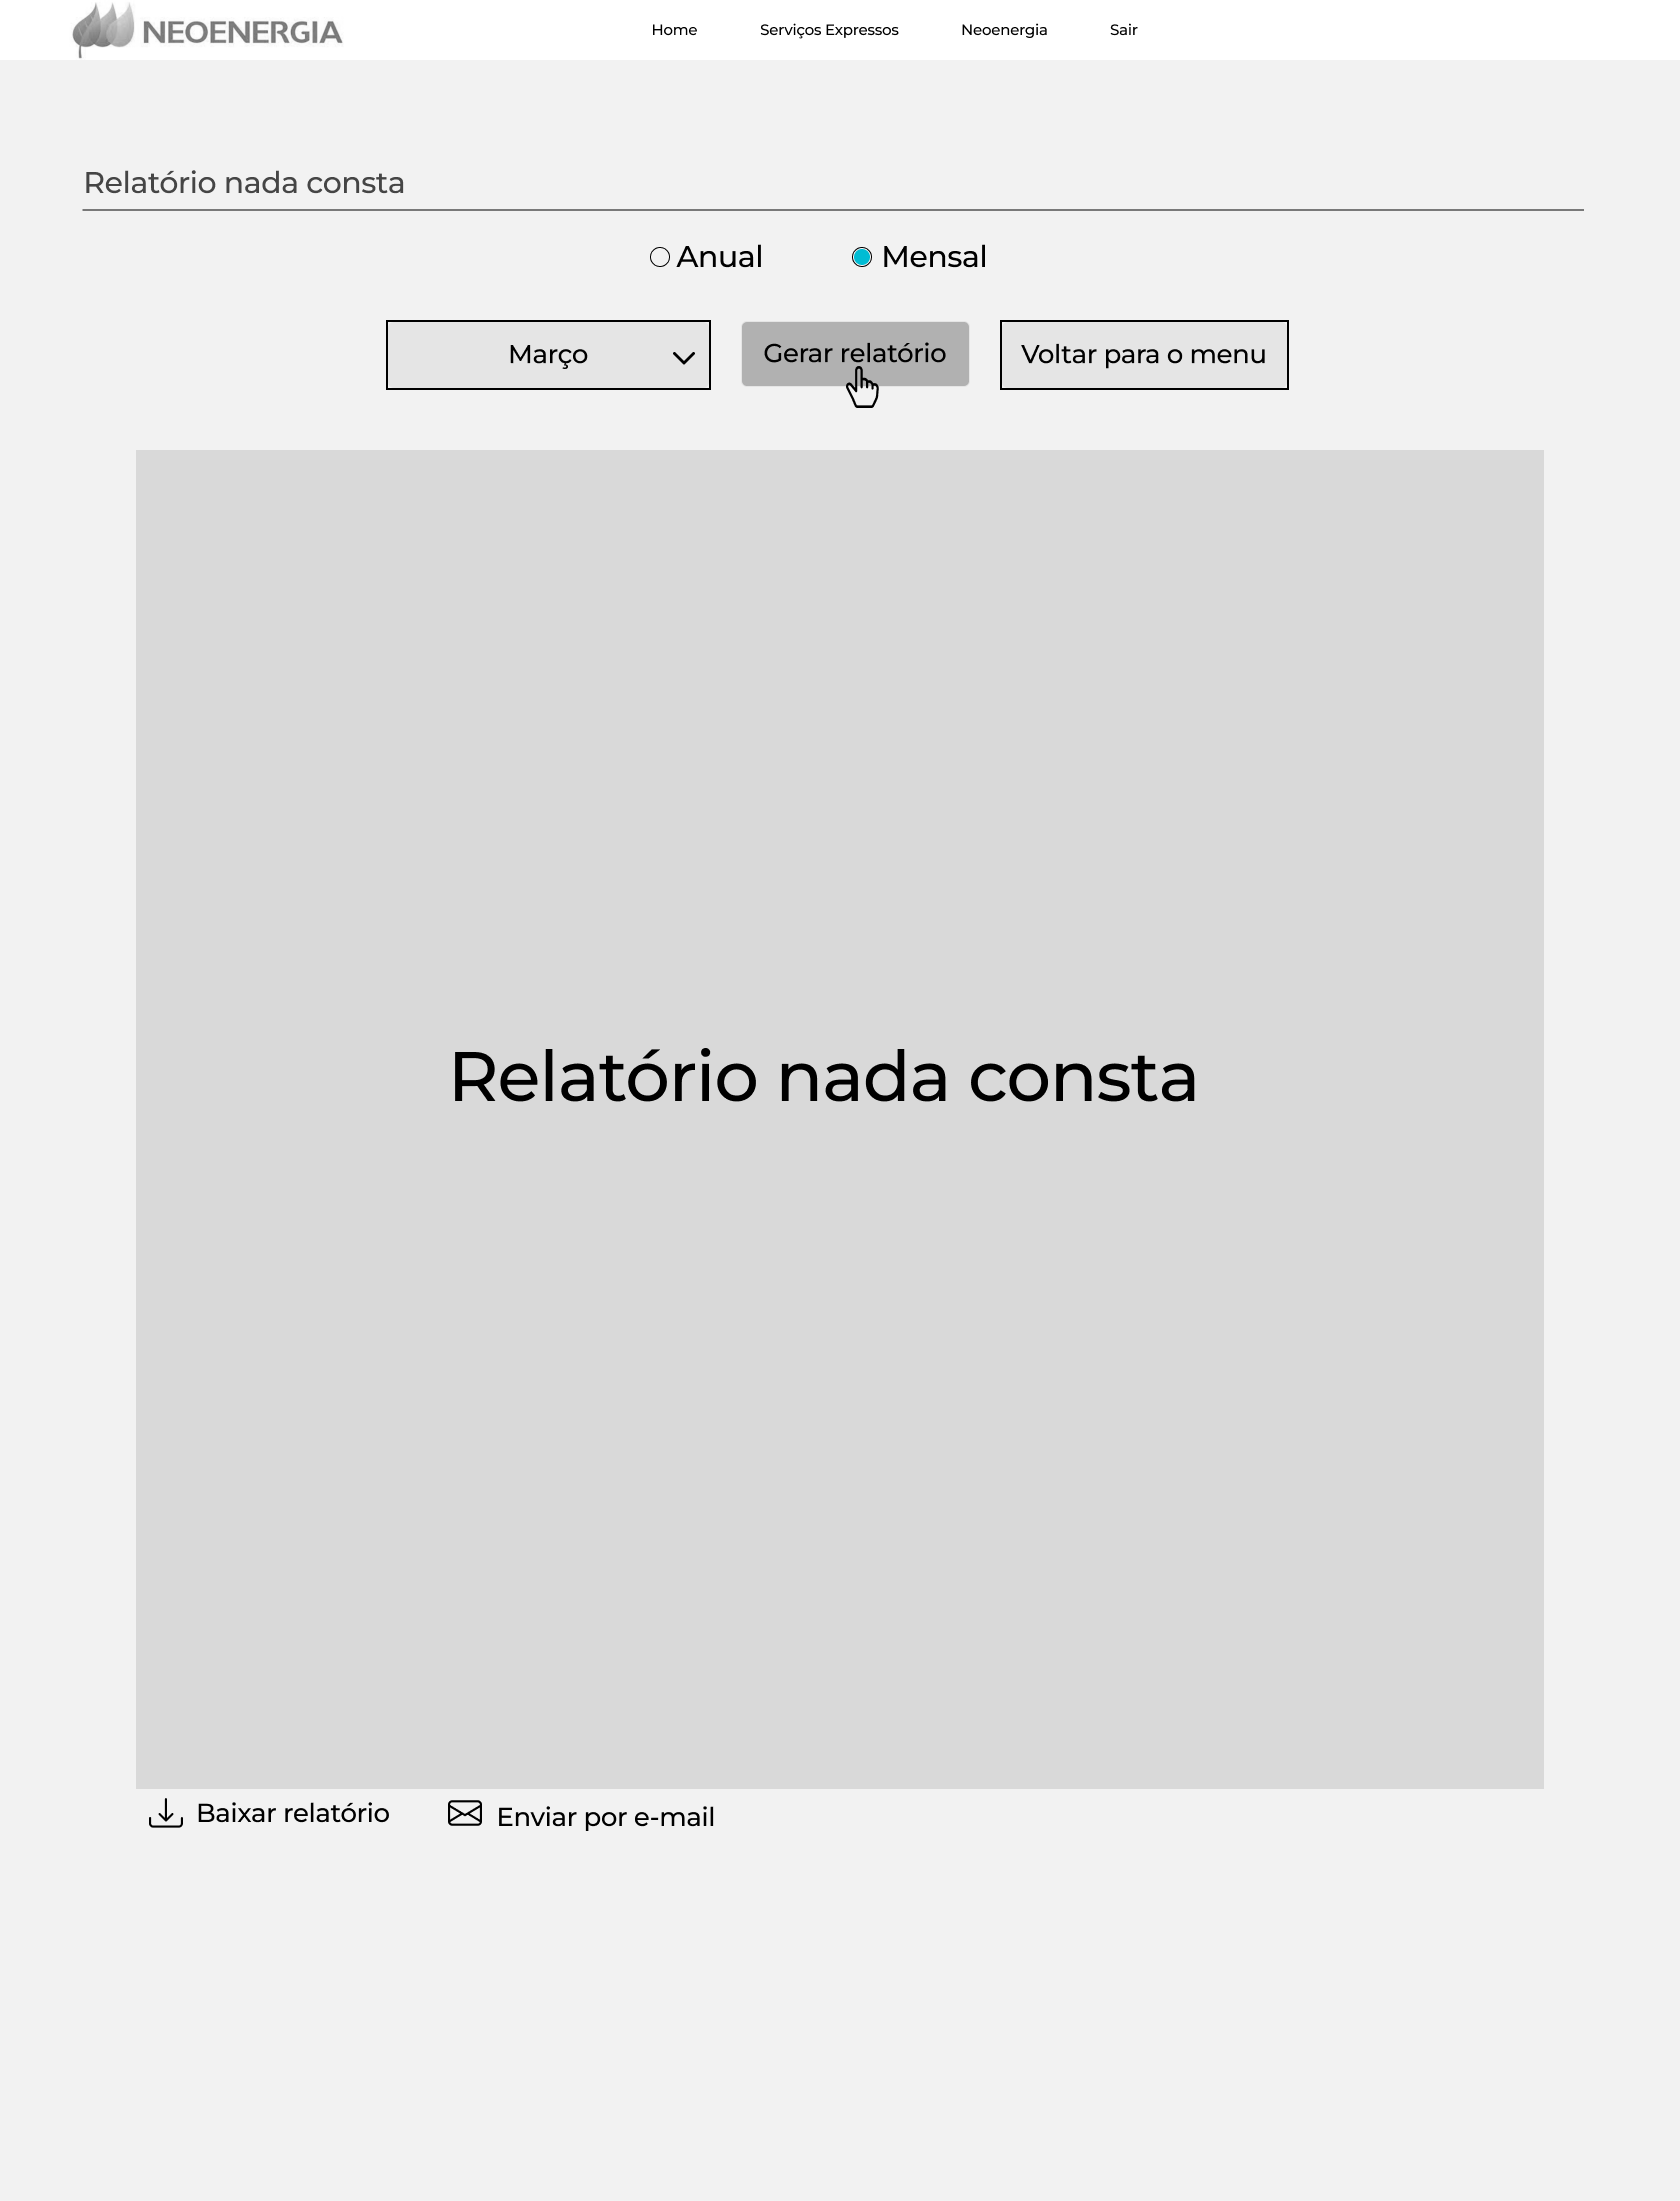 NEOENERGIA
Home Serviços Expressos Neoenergia Sair
Relatório nada consta
Anual Mensal
Março Gerar relatório Voltar para o menu
Relatório nada consta
Baixar relatório Enviar por e-mail